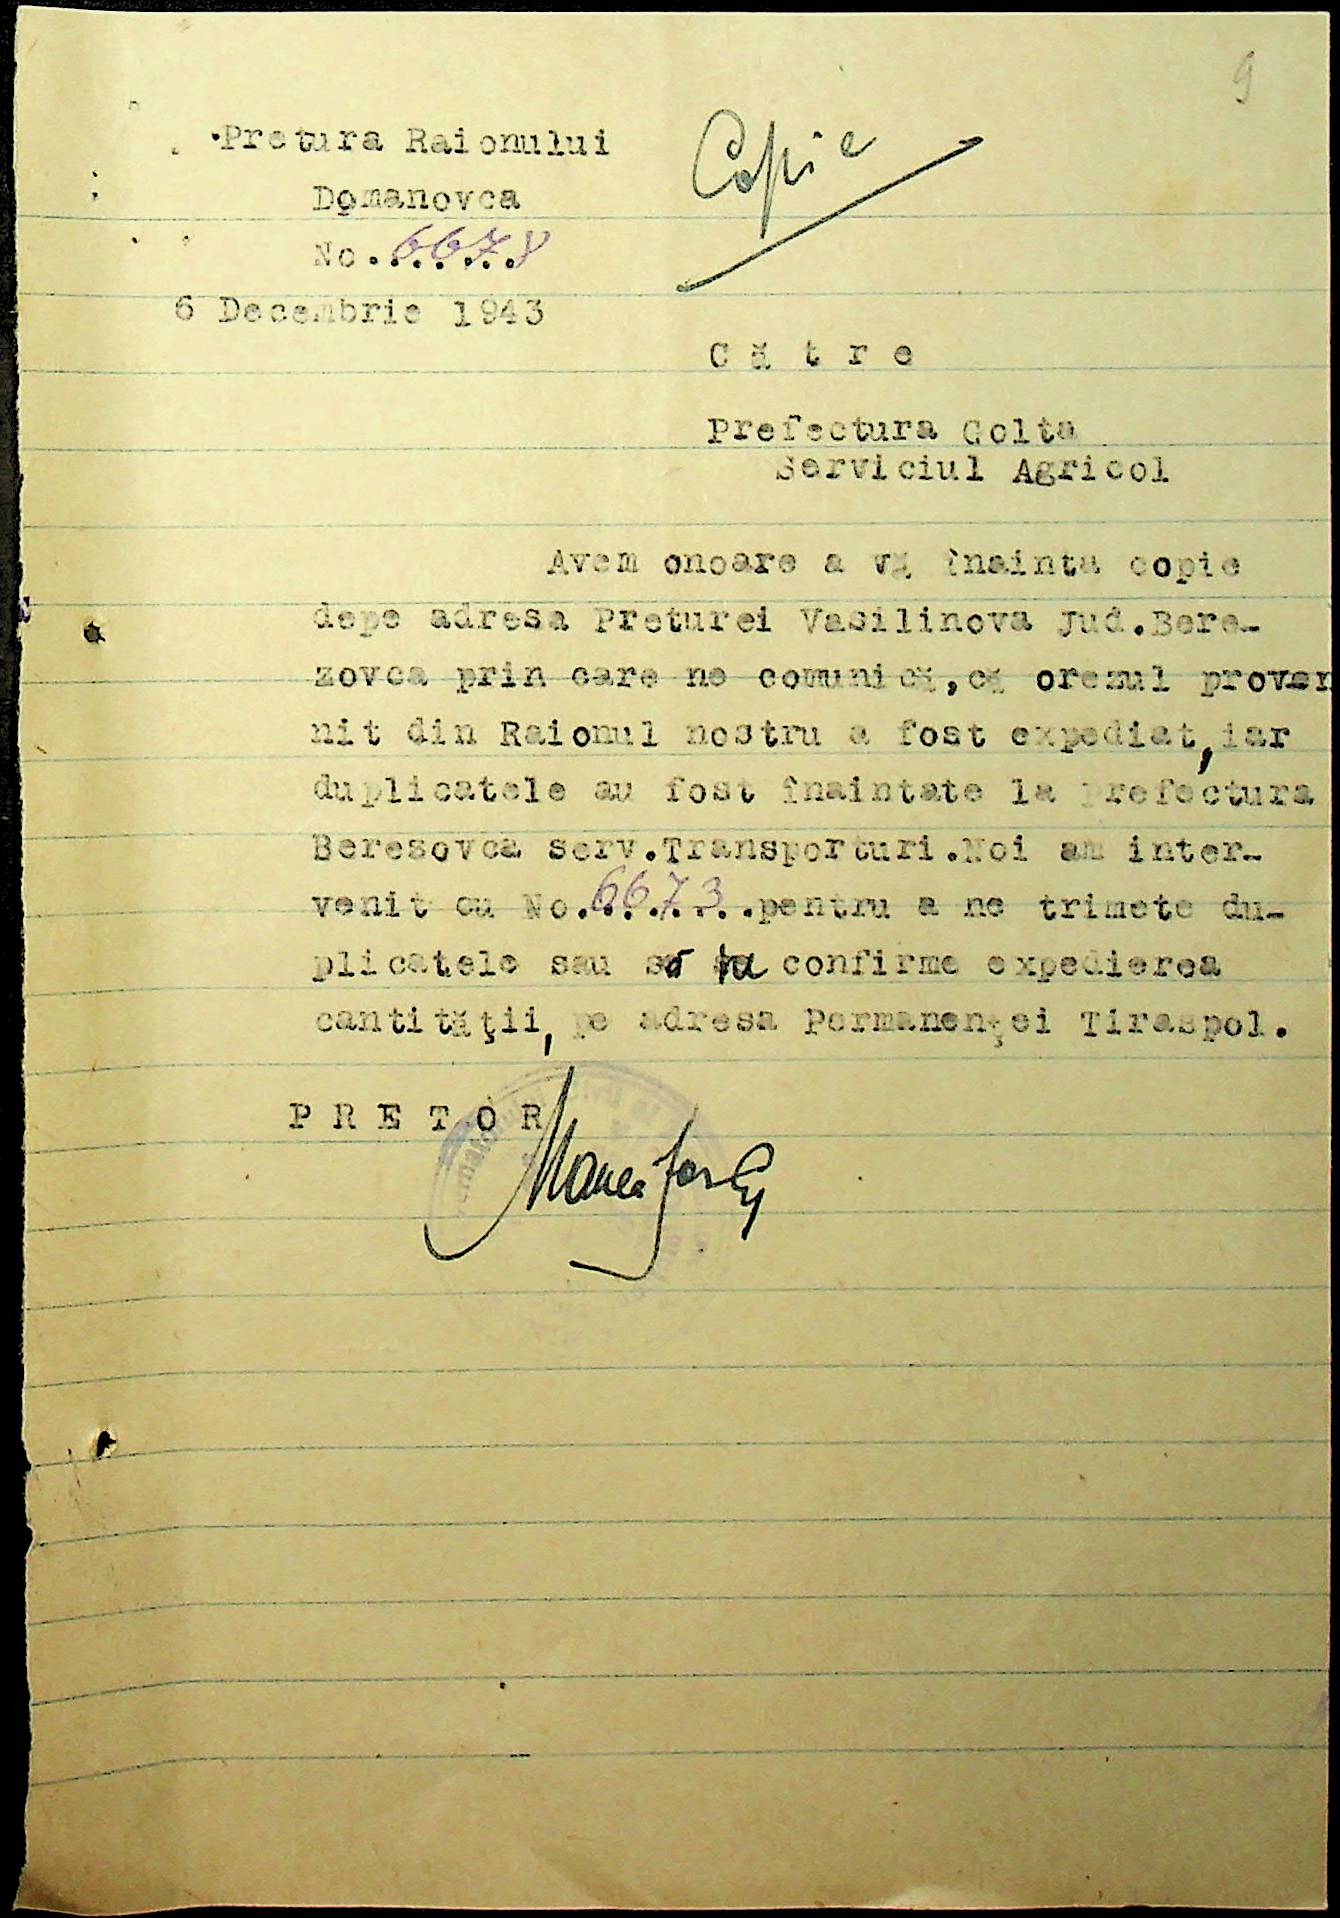 9
Pretura Raionului
Copie
Domanovca
No.6678
6 Decembrie 1943
Către
Prefectura Golta
Serviciul Agricol
Avem onoare a vă înainta copie
depe adresa Preturei Vasilinova Jud.Bere-
zovca prin care ne comunică,că orezul prove-
nit din Raionul nostru a fost expediat,iar
duplicatele au fost înaintate la prefectura
Beresovca serv.Transporturi.Noi am inter-
venit cu No.6673.pentru a ne trimete du-
plicatele sau să confirme expedierea
cantităţii, pe adresa Permanenţei Tiraspol.
PRETOR